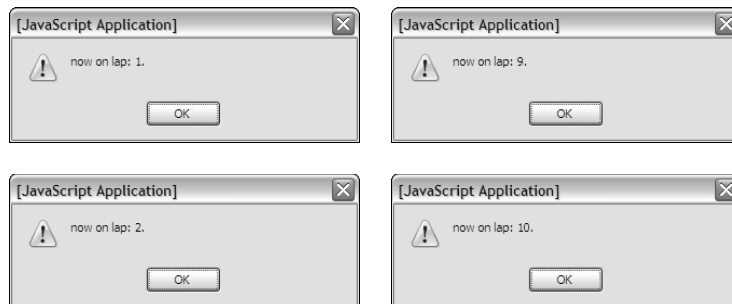 [JavaScript Application]
now on lap: 1.
OK
[JavaScript Application]
now on lap: 9.
OK
[JavaScript Application]
now on lap: 2.
OK
[JavaScript Application]
now on lap: 10.
OK